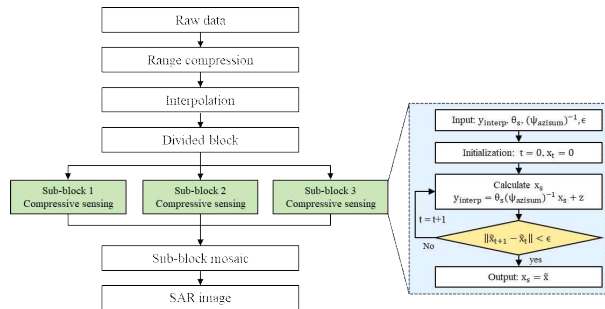 Raw data
Range compression
Interpolation
Divided block
Sub-block 1
Compressive sensing
Sub-block 2
Compressive sensing
Sub-block 3
Compressive sensing
Sub-block mosaic
SAR image
Input: y_interp, θ_s, (ψ_azisum)⁻¹, ϵ
Initialization: t = 0, x_t = 0
Calculate x_s
y_interp = θ_s(ψ_azisum)⁻¹ x_s + z
t = t+1
‖x̃_t+1 − x̃_t‖ < ϵ
No
yes
Output: x_s = x̃